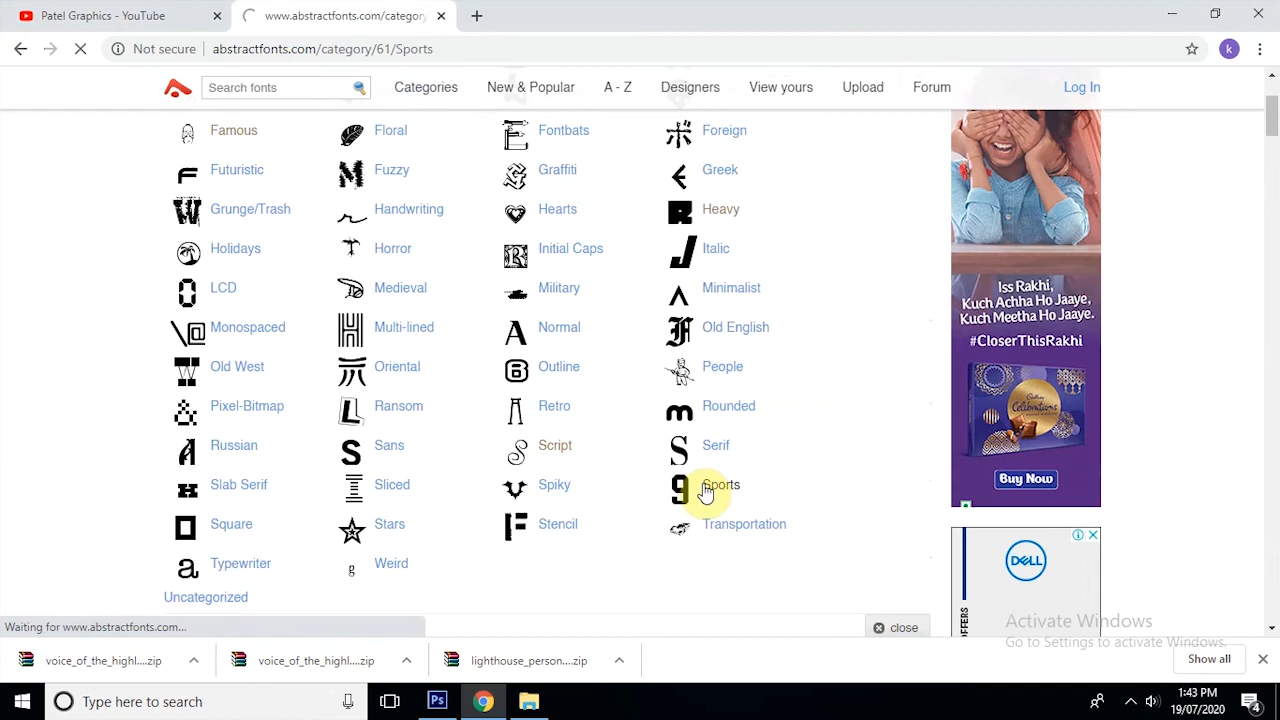 Patel Graphics - YouTube
www.abstractfonts.com/category
Not secure
abstractfonts.com/category/61/Sports
k
Search fonts
Categories
New & Popular
A - Z
Designers
View yours
Upload
Forum
Log In
Famous
Floral
Fontbats
Foreign
Futuristic
Fuzzy
Graffiti
Greek
Grunge/Trash
Handwriting
Hearts
Heavy
Holidays
Horror
Initial Caps
Italic
LCD
Medieval
Military
Minimalist
Monospaced
Multi-lined
Normal
Old English
Old West
Oriental
Outline
People
Pixel-Bitmap
Ransom
Retro
Rounded
Russian
Sans
Script
Serif
Slab Serif
Sliced
Spiky
Sports
Square
Stars
Stencil
Transportation
Typewriter
Weird
Uncategorized
Iss Rakhi,
Kuch Achha Ho Jaaye,
Kuch Meetha Ho Jaaye.
#CloserThisRakhi
Cadbury
Celebrations
Buy Now
DELL
OFFERS
Activate Windows
Go to Settings to activate Windows.
Waiting for www.abstractfonts.com...
close
voice_of_the_highl....zip
voice_of_the_highl....zip
lighthouse_person....zip
Show all
Type here to search
Ps
1:43 PM
19/07/2020
4